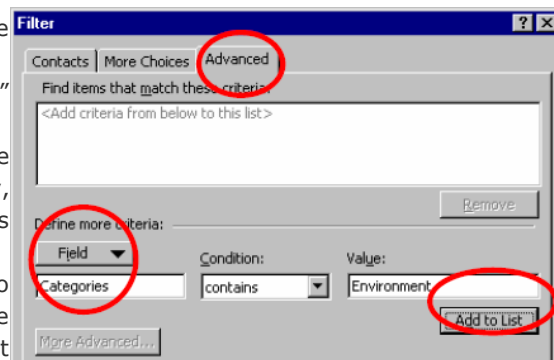 Filter
Contacts More Choices Advanced
Find items that match these criteria:
<Add criteria from below to this list>
Remove
Define more criteria:
Field
Condition:
Value:
Categories
contains
Environment
Add to List
More Advanced...